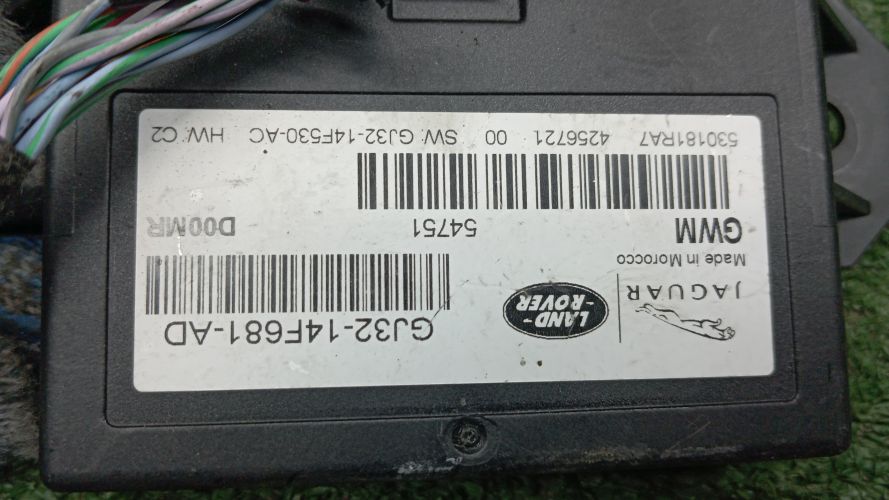 JAGUAR
LAND-
-ROVER
GJ32-14F681-AD
Made in Morocco
GWM
54751
D00MR
530181RA7 4256721 00 SW: GJ32-14F530-AC HW: C2